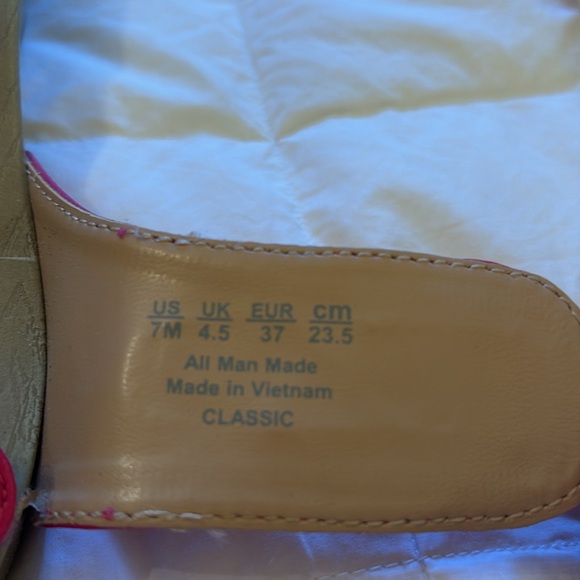 US UK EUR cm
7M 4.5 37 23.5
All Man Made
Made in Vietnam
CLASSIC